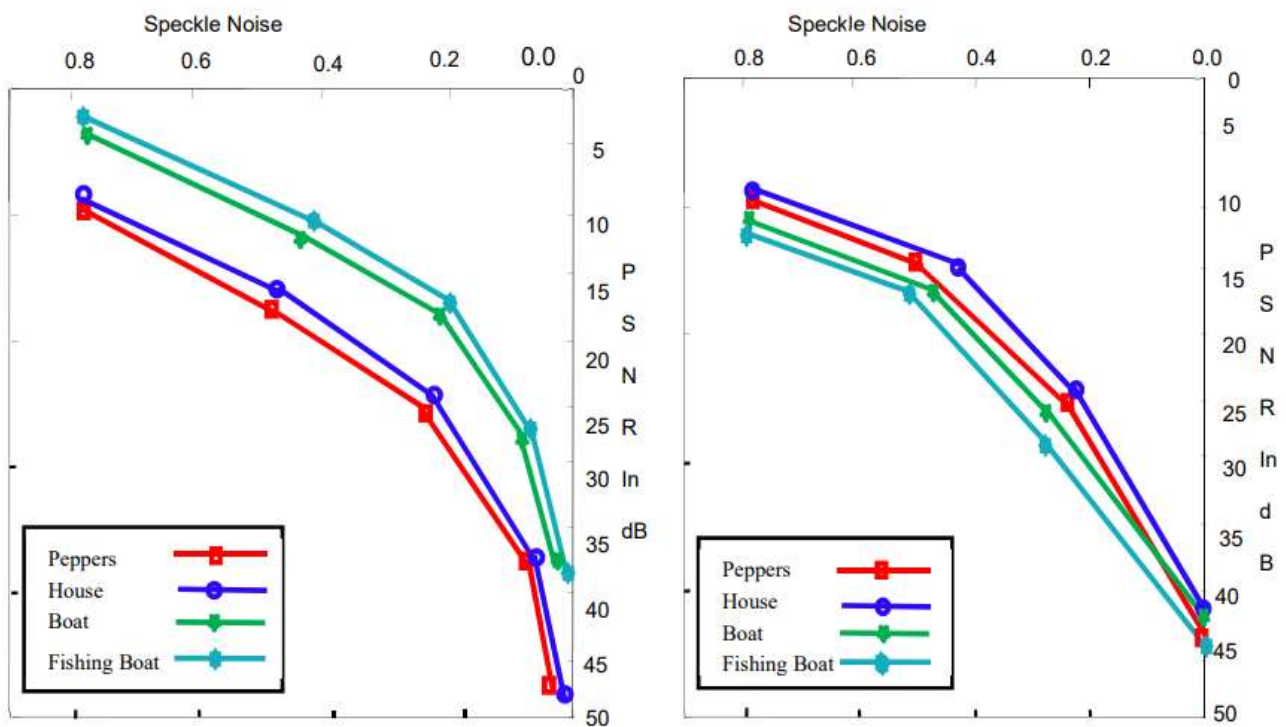 Speckle Noise
0.8 0.6 0.4 0.2 0.0
0
5
10
P
15
S
20
N
25 R
30 In
35 dB
40
45
50
Peppers
House
Boat
Fishing Boat
Speckle Noise
0.8 0.6 0.4 0.2 0.0
0
5
10
P
15
S
20
N
25 R
30 In
d
35
B
40
45
50
Peppers
House
Boat
Fishing Boat